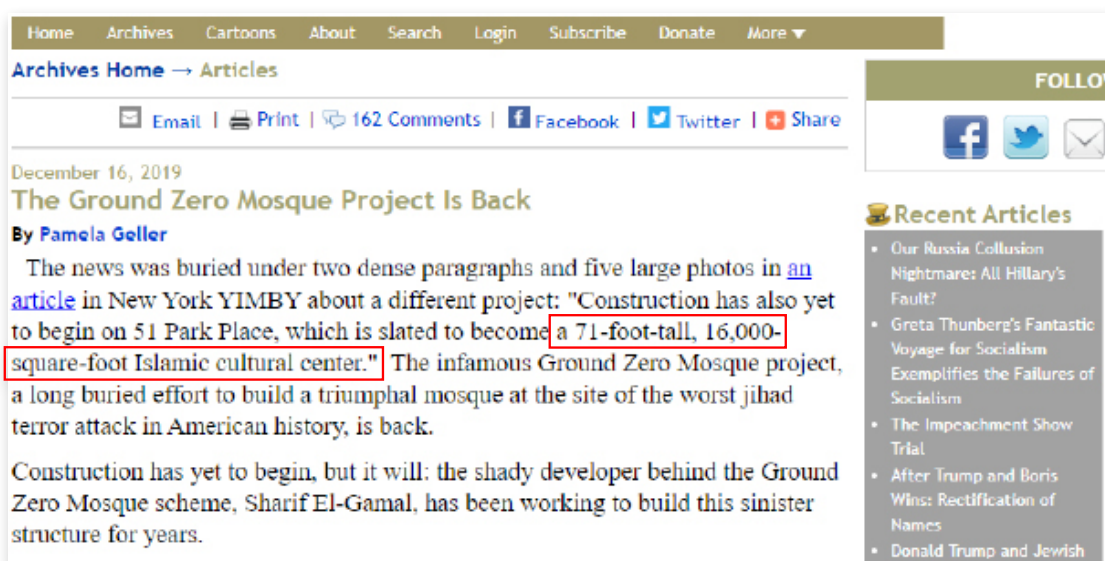 Home Archives Cartoons About Search Login Subscribe Donate More ▼
Archives Home → Articles
Email | Print | 162 Comments | Facebook | Twitter | Share
December 16, 2019
The Ground Zero Mosque Project Is Back
By Pamela Geller
The news was buried under two dense paragraphs and five large photos in an
article in New York YIMBY about a different project: "Construction has also yet
to begin on 51 Park Place, which is slated to become a 71-foot-tall, 16,000-
square-foot Islamic cultural center." The infamous Ground Zero Mosque project,
a long buried effort to build a triumphal mosque at the site of the worst jihad
terror attack in American history, is back.
Construction has yet to begin, but it will: the shady developer behind the Ground
Zero Mosque scheme, Sharif El-Gamal, has been working to build this sinister
structure for years.
FOLLOW
Recent Articles
• Our Russia Collusion
Nightmare: All Hillary's
Fault?
• Greta Thunberg's Fantastic
Voyage for Socialism
Exemplifies the Failures of
Socialism
• The Impeachment Show
Trial
• After Trump and Boris
Wins: Rectification of
Names
• Donald Trump and Jewish